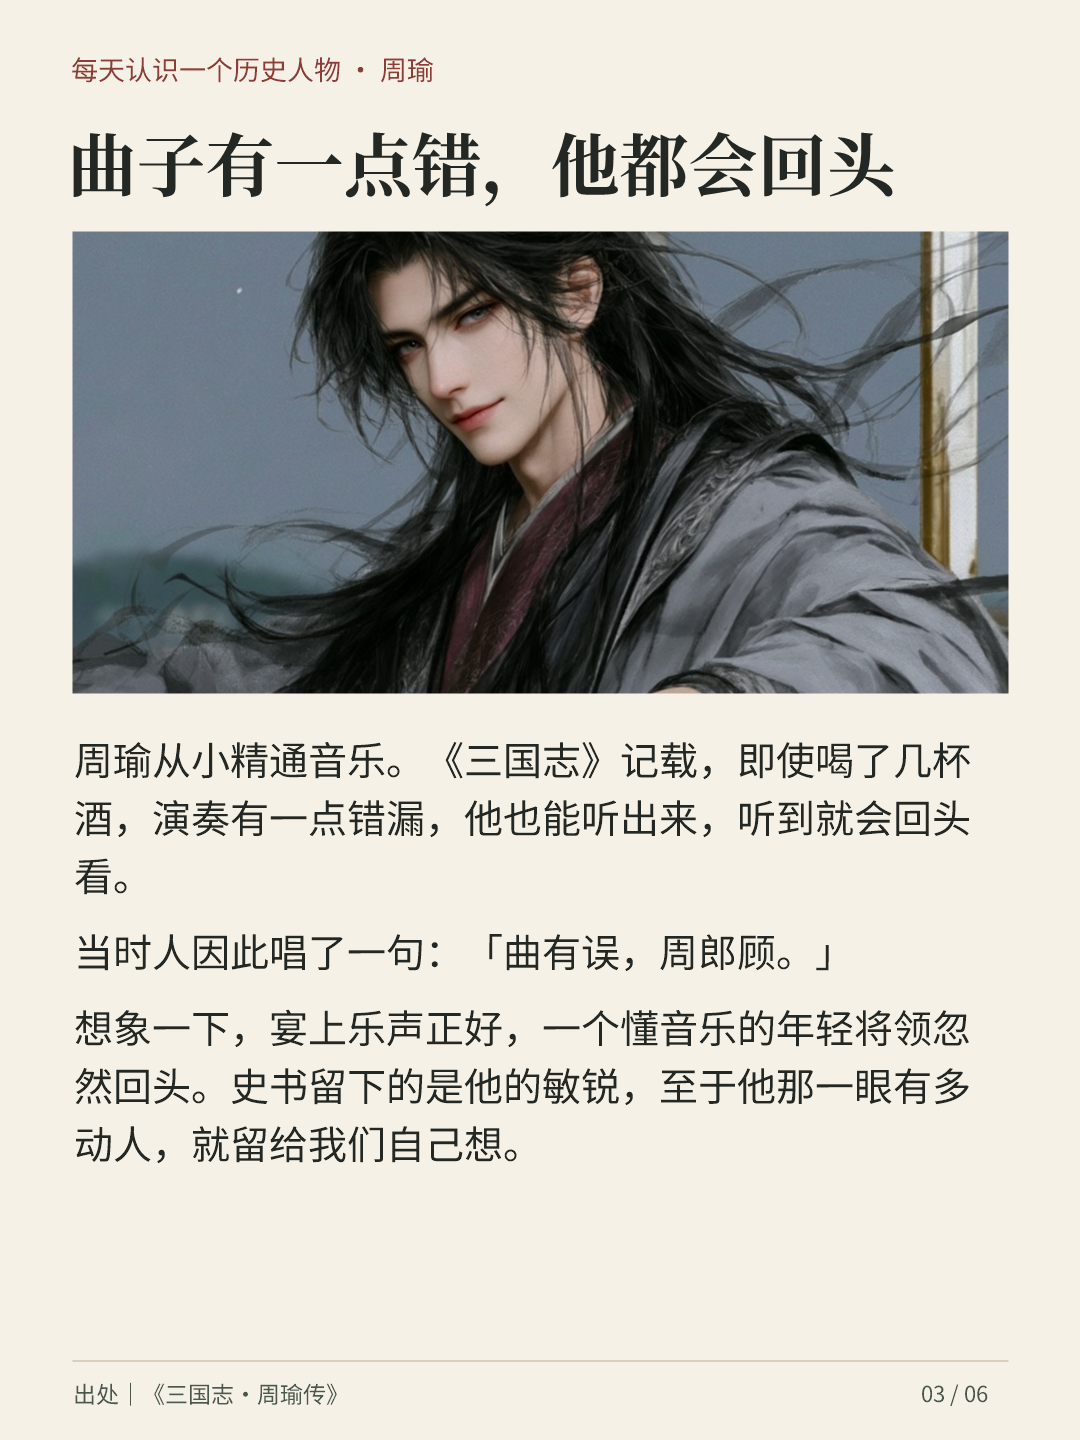 每天认识一个历史人物 · 周瑜
曲子有一点错，他都会回头
周瑜从小精通音乐。《三国志》记载，即使喝了几杯
酒，演奏有一点错漏，他也能听出来，听到就会回头
看。
当时人因此唱了一句：「曲有误，周郎顾。」
想象一下，宴上乐声正好，一个懂音乐的年轻将领忽
然回头。史书留下的是他的敏锐，至于他那一眼有多
动人，就留给我们自己想。
出处｜《三国志·周瑜传》
03 / 06